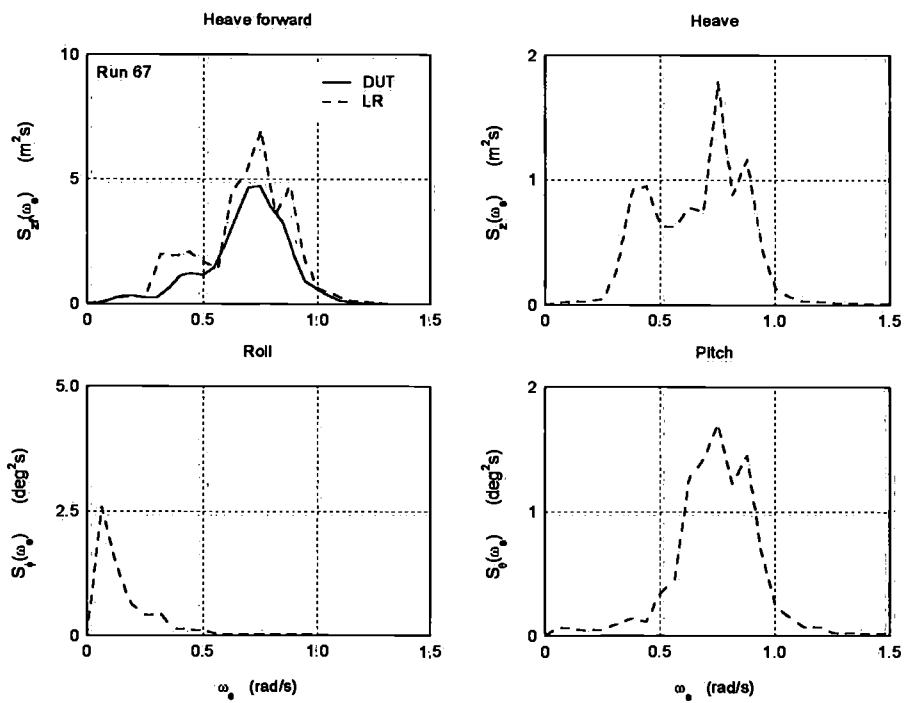 Heave forward
Heave
10
Run 67
DUT
LR
5
0
0
0.5
1.0
1.5
S_zf(ω_e) (m²s)
2
1
0
0
0.5
1.0
1.5
S_z(ω_e) (m²s)
Roll
Pitch
5.0
2.5
0
0
0.5
1.0
1.5
S_ϕ(ω_e) (deg²s)
ω_e (rad/s)
2
1
0
0
0.5
1.0
1.5
S_θ(ω_e) (deg²s)
ω_e (rad/s)